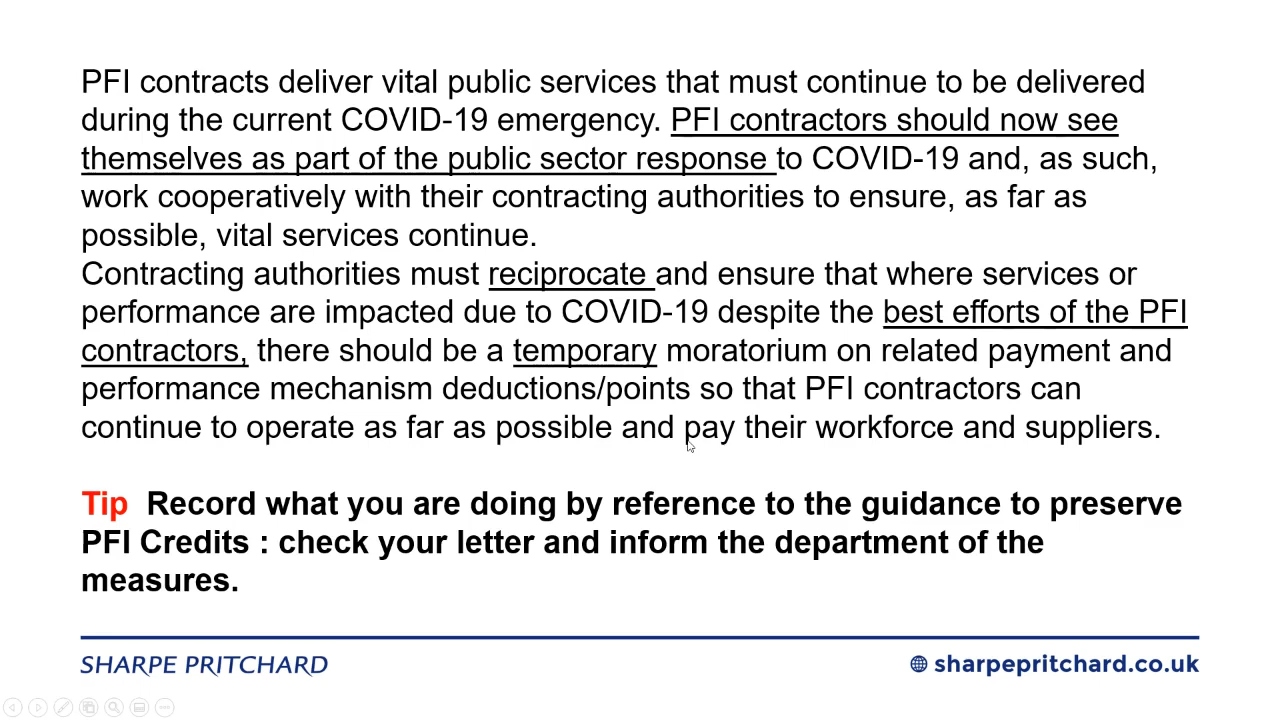 PFI contracts deliver vital public services that must continue to be delivered
during the current COVID-19 emergency. PFI contractors should now see
themselves as part of the public sector response to COVID-19 and, as such,
work cooperatively with their contracting authorities to ensure, as far as
possible, vital services continue.
Contracting authorities must reciprocate and ensure that where services or
performance are impacted due to COVID-19 despite the best efforts of the PFI
contractors, there should be a temporary moratorium on related payment and
performance mechanism deductions/points so that PFI contractors can
continue to operate as far as possible and pay their workforce and suppliers.
Tip Record what you are doing by reference to the guidance to preserve
PFI Credits : check your letter and inform the department of the
measures.
SHARPE PRITCHARD
sharpepritchard.co.uk